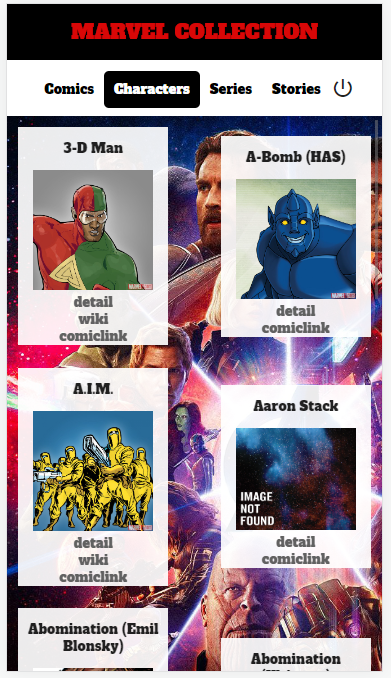 MARVEL COLLECTION
Comics Characters Series Stories
3-D Man
detail
wiki
comiclink
A-Bomb (HAS)
detail
comiclink
A.I.M.
detail
wiki
comiclink
Aaron Stack
IMAGE
NOT
FOUND
detail
comiclink
Abomination (Emil
Blonsky)
Abomination